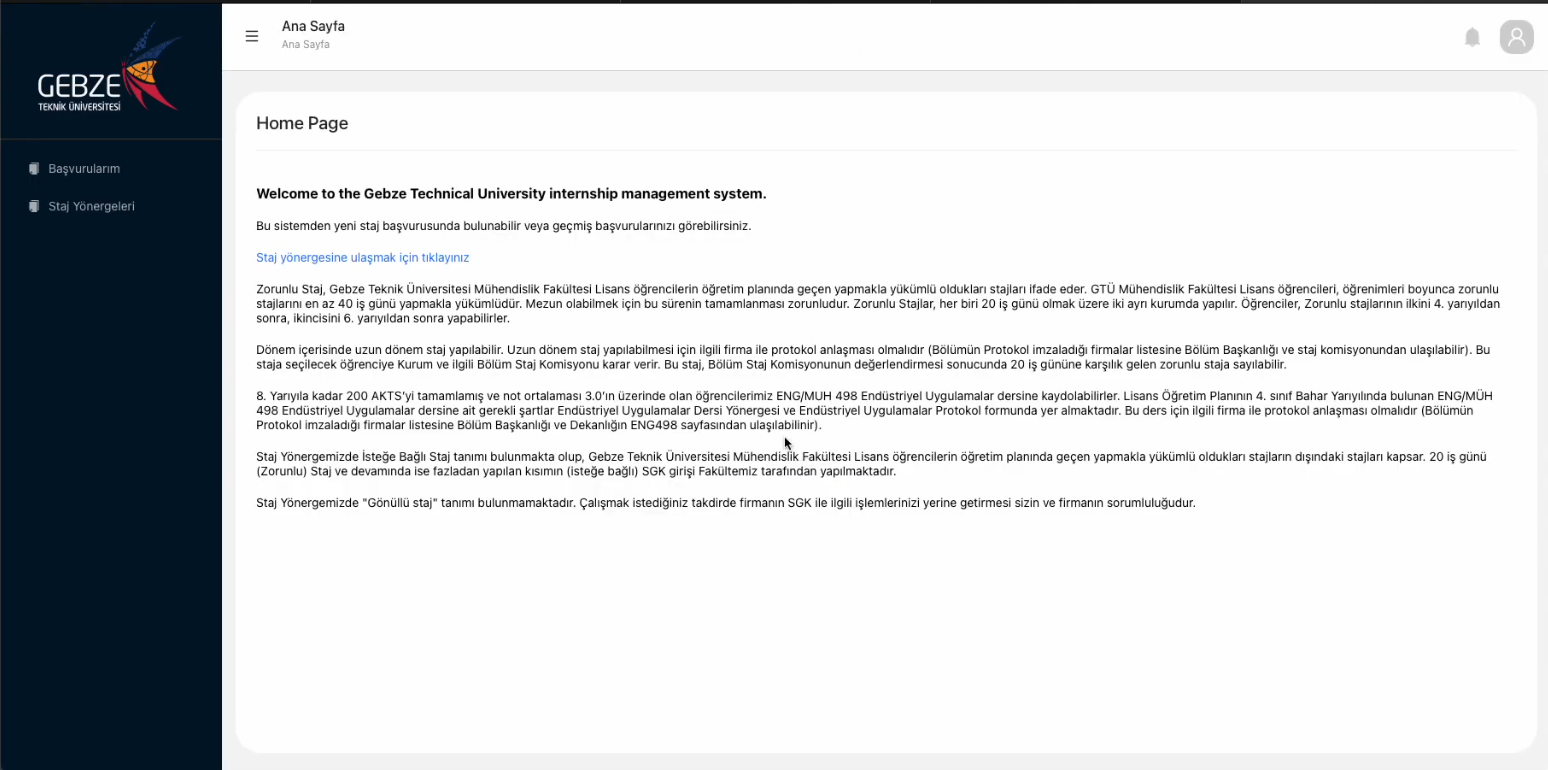 GEBZE
TEKNİK ÜNİVERSİTESİ
Ana Sayfa
Ana Sayfa
Başvurularım
Staj Yönergeleri
Home Page
Welcome to the Gebze Technical University internship management system.
Bu sistemden yeni staj başvurusunda bulunabilir veya geçmiş başvurularınızı görebilirsiniz.
Staj yönergesine ulaşmak için tıklayınız
Zorunlu Staj, Gebze Teknik Üniversitesi Mühendislik Fakültesi Lisans öğrencilerin öğretim planında geçen yapmakla yükümlü oldukları stajları ifade eder. GTÜ Mühendislik Fakültesi Lisans öğrencileri, öğrenimleri boyunca zorunlu
stajlarını en az 40 iş günü yapmakla yükümlüdür. Mezun olabilmek için bu sürenin tamamlanması zorunludur. Zorunlu Stajlar, her biri 20 iş günü olmak üzere iki ayrı kurumda yapılır. Öğrenciler, Zorunlu stajlarının ilkini 4. yarıyıldan
sonra, ikincisini 6. yarıyıldan sonra yapabilirler.
Dönem içerisinde uzun dönem staj yapılabilir. Uzun dönem staj yapılabilmesi için ilgili firma ile protokol anlaşması olmalıdır (Bölümün Protokol imzaladığı firmalar listesine Bölüm Başkanlığı ve staj komisyonundan ulaşılabilir). Bu
staja seçilecek öğrenciye Kurum ve ilgili Bölüm Staj Komisyonu karar verir. Bu staj, Bölüm Staj Komisyonunun değerlendirmesi sonucunda 20 iş gününe karşılık gelen zorunlu staja sayılabilir.
8. Yarıyıla kadar 200 AKTS’yi tamamlamış ve not ortalaması 3.0’ın üzerinde olan öğrencilerimiz ENG/MUH 498 Endüstriyel Uygulamalar dersine kaydolabilirler. Lisans Öğretim Planının 4. sınıf Bahar Yarıyılında bulunan ENG/MÜH
498 Endüstriyel Uygulamalar dersine ait gerekli şartlar Endüstriyel Uygulamalar Dersi Yönergesi ve Endüstriyel Uygulamalar Protokol formunda yer almaktadır. Bu ders için ilgili firma ile protokol anlaşması olmalıdır (Bölümün
Protokol imzaladığı firmalar listesine Bölüm Başkanlığı ve Dekanlığın ENG498 sayfasından ulaşılabilinir).
Staj Yönergemizde İsteğe Bağlı Staj tanımı bulunmakta olup, Gebze Teknik Üniversitesi Mühendislik Fakültesi Lisans öğrencilerin öğretim planında geçen yapmakla yükümlü oldukları stajların dışındaki stajları kapsar. 20 iş günü
(Zorunlu) Staj ve devamında ise fazladan yapılan kısımın (isteğe bağlı) SGK girişi Fakültemiz tarafından yapılmaktadır.
Staj Yönergemizde "Gönüllü staj" tanımı bulunmamaktadır. Çalışmak istediğiniz takdirde firmanın SGK ile ilgili işlemlerinizi yerine getirmesi sizin ve firmanın sorumluluğudur.